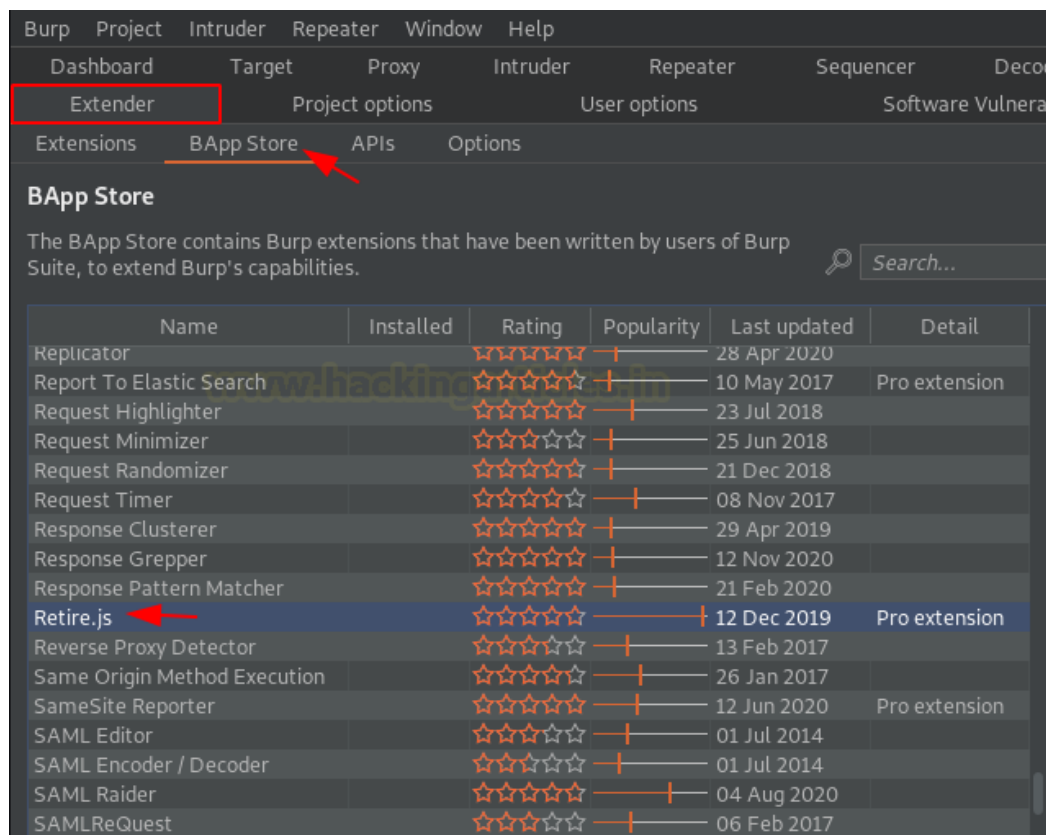 Burp Project Intruder Repeater Window Help
Dashboard Target Proxy Intruder Repeater Sequencer Deco
Extender Project options User options Software Vulnera
Extensions BApp Store APIs Options
BApp Store
The BApp Store contains Burp extensions that have been written by users of Burp
Suite, to extend Burp's capabilities.
Search...
Name Installed Rating Popularity Last updated Detail
Replicator 28 Apr 2020
Report To Elastic Search 10 May 2017 Pro extension
www.hackingarticles.in
Request Highlighter 23 Jul 2018
Request Minimizer 25 Jun 2018
Request Randomizer 21 Dec 2018
Request Timer 08 Nov 2017
Response Clusterer 29 Apr 2019
Response Grepper 12 Nov 2020
Response Pattern Matcher 21 Feb 2020
Retire.js 12 Dec 2019 Pro extension
Reverse Proxy Detector 13 Feb 2017
Same Origin Method Execution 26 Jan 2017
SameSite Reporter 12 Jun 2020 Pro extension
SAML Editor 01 Jul 2014
SAML Encoder / Decoder 01 Jul 2014
SAML Raider 04 Aug 2020
SAMLReQuest 06 Feb 2017